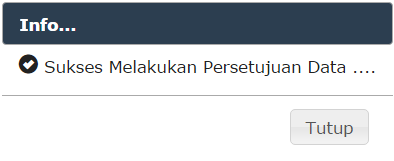 Info...
Sukses Melakukan Persetujuan Data ....
Tutup